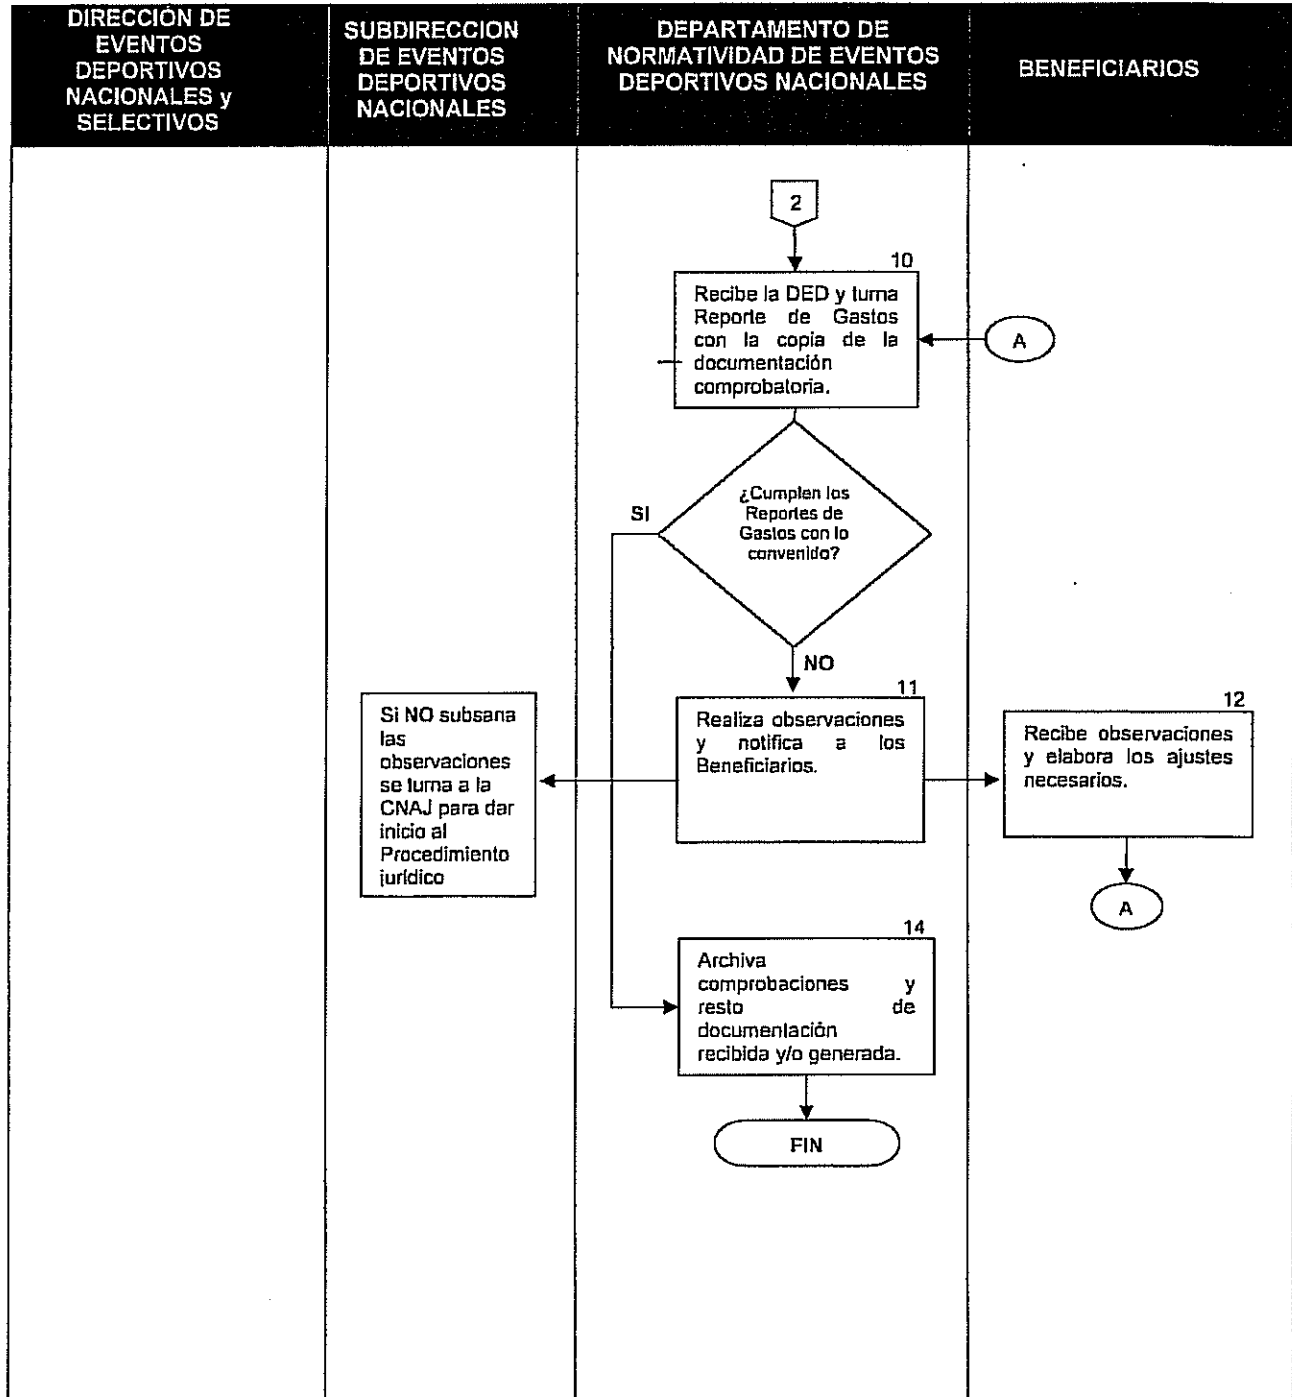 DIRECCIÓN DE
EVENTOS
DEPORTIVOS
NACIONALES y
SELECTIVOS
SUBDIRECCION
DE EVENTOS
DEPORTIVOS
NACIONALES
DEPARTAMENTO DE
NORMATIVIDAD DE EVENTOS
DEPORTIVOS NACIONALES
BENEFICIARIOS
2
10
Recibe la DED y turna
Reporte de Gastos
con la copia de la
documentación
comprobatoria.
A
¿Cumplen los
Reportes de
Gastos con lo
convenido?
SI
NO
11
Realiza observaciones
y notifica a los
Beneficiarios.
Si NO subsana
las
observaciones
se turna a la
CNAJ para dar
inicio al
Procedimiento
jurídico
12
Recibe observaciones
y elabora los ajustes
necesarios.
A
14
Archiva
comprobaciones y
resto de
documentación
recibida y/o generada.
FIN